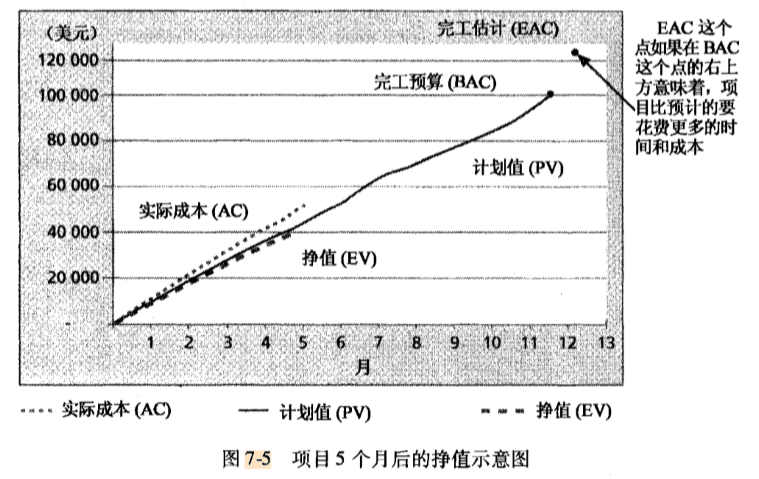 （美元）
完工估计 (EAC)
EAC 这个
点如果在 BAC
这个点的右上
方意味着，项
目比预计的要
花费更多的时
间和成本
120 000
100 000
80 000
60 000
40 000
20 000
-
完工预算 (BAC)
计划值 (PV)
实际成本 (AC)
挣值 (EV)
1 2 3 4 5 6 7 8 9 10 11 12 13
月
实际成本 (AC) 计划值 (PV) 挣值 (EV)
图 7-5 项目 5 个月后的挣值示意图